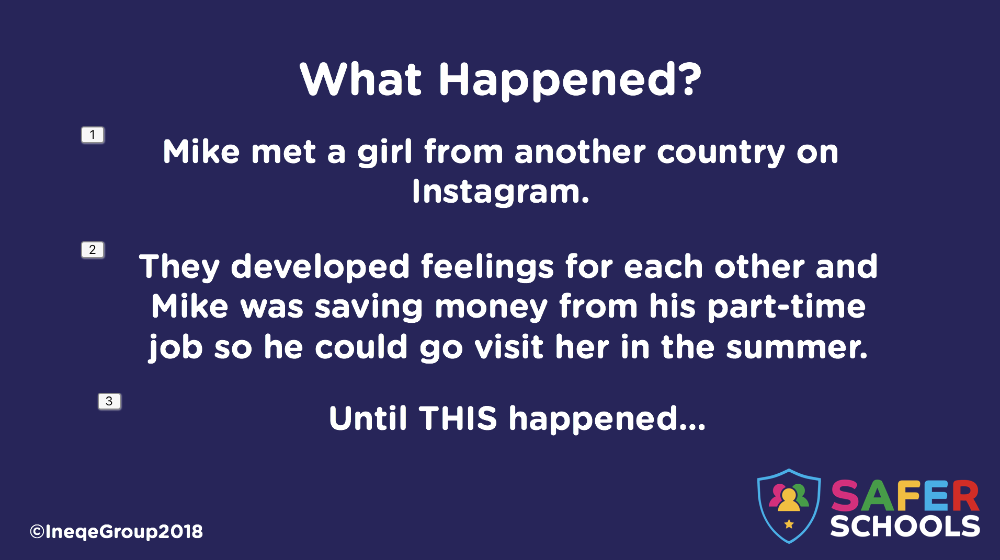 What Happened?
1
Mike met a girl from another country on
Instagram.
2
They developed feelings for each other and
Mike was saving money from his part-time
job so he could go visit her in the summer.
3
Until THIS happened...
SAFER
SCHOOLS
©IneqeGroup2018